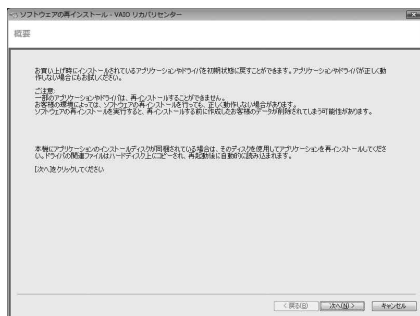 ソフトウェアの再インストール - VAIO リカバリセンター
概要
お買い上げ時にインストールされているアプリケーションやドライバを初期状態に戻すことができます。アプリケーションやドライバが正しく動
作しない場合にもお試しください。
ご注意:
一部のアプリケーションやドライバは、再インストールすることができません。
お客様の環境によっては、ソフトウェアの再インストールを行っても、正しく動作しない場合があります。
ソフトウェアの再インストールを実行すると、再インストールする前に作成したお客様のデータが削除されてしまう可能性があります。
本機にアプリケーションのインストールディスクが同梱されている場合は、そのディスクを使用してアプリケーションを再インストールしてくださ
い。ドライバの関連ファイルはハードディスク上にコピーされ、再起動後に自動的に読み込まれます。
[次へ]をクリックしてください
< 戻る(B)
次へ(N) >
キャンセル